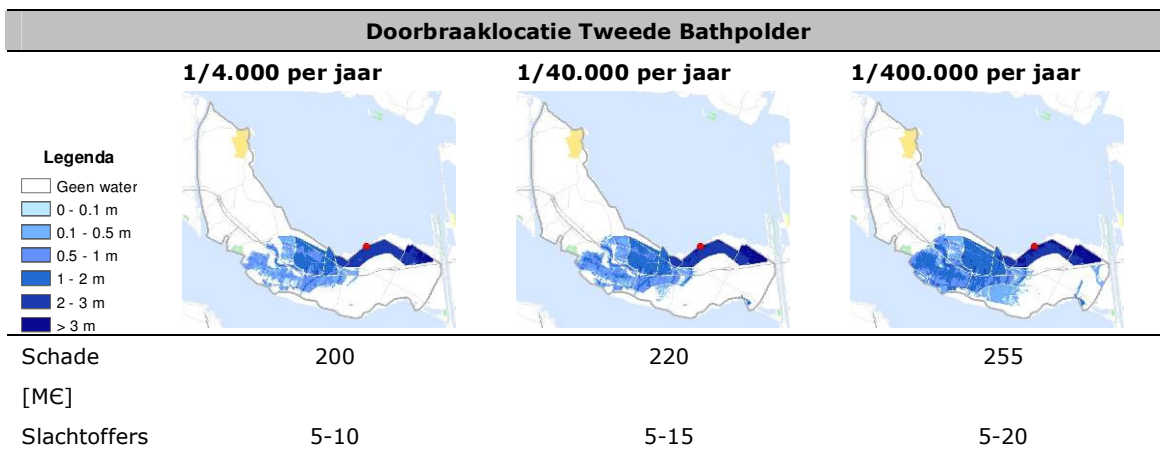 Doorbraaklocatie Tweede Bathpolder
1/4.000 per jaar 1/40.000 per jaar 1/400.000 per jaar
Legenda
Geen water
0 - 0.1 m
0.1 - 0.5 m
0.5 - 1 m
1 - 2 m
2 - 3 m
> 3 m
Schade 200 220 255
[M€]
Slachtoffers 5-10 5-15 5-20